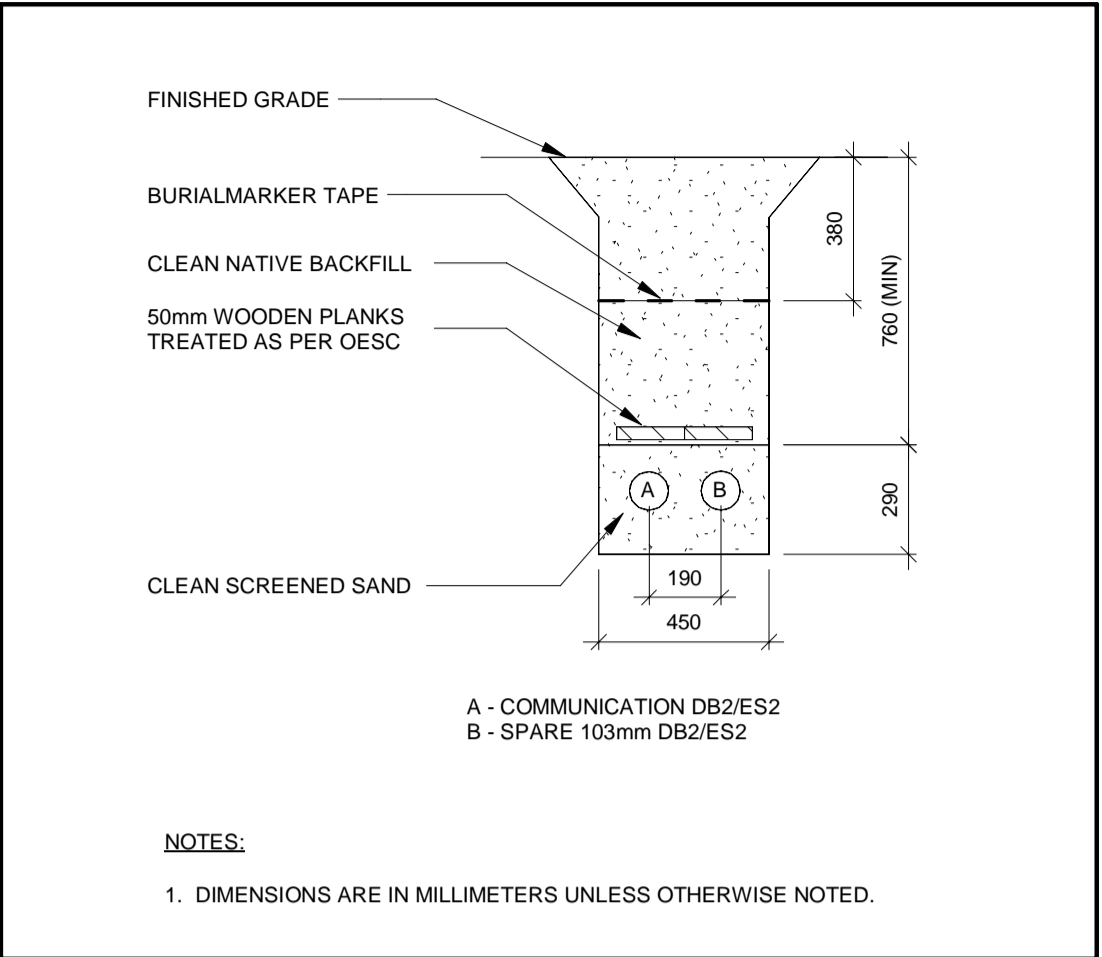 FINISHED GRADE
BURIALMARKER TAPE
CLEAN NATIVE BACKFILL
50mm WOODEN PLANKS
TREATED AS PER OESC
CLEAN SCREENED SAND
380
760 (MIN)
290
A
B
190
450
A - COMMUNICATION DB2/ES2
B - SPARE 103mm DB2/ES2
NOTES:
1. DIMENSIONS ARE IN MILLIMETERS UNLESS OTHERWISE NOTED.